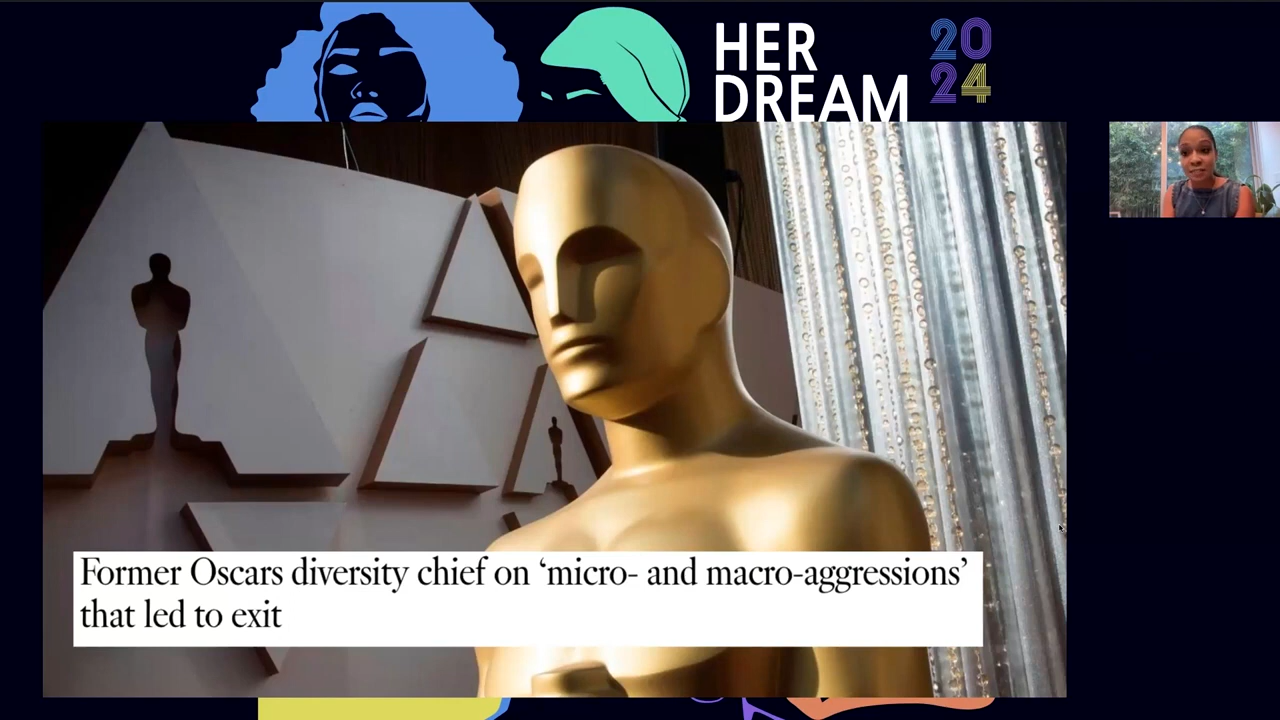 HER
DREAM
20
24
Former Oscars diversity chief on ‘micro- and macro-aggressions’
that led to exit